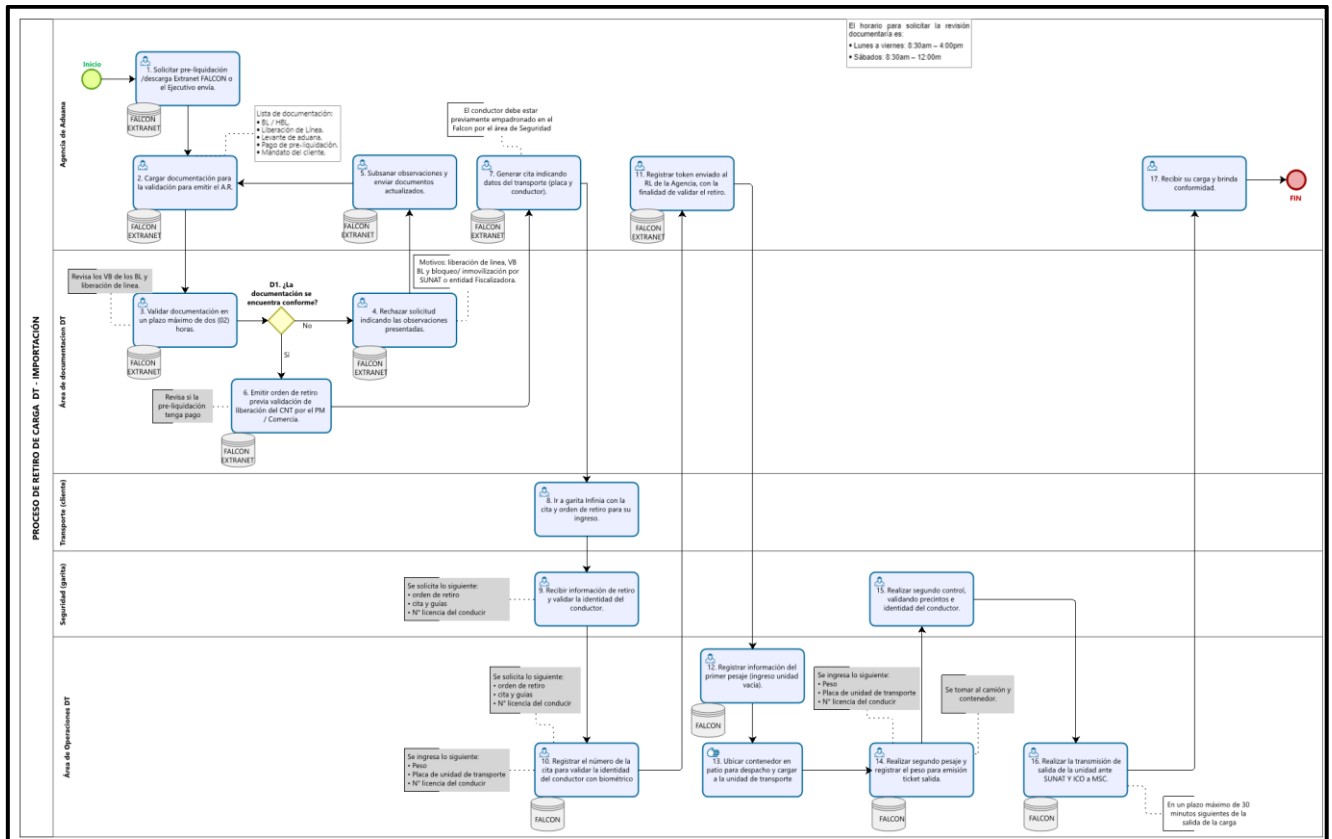 PROCESO DE RETIRO DE CARGA DT - IMPORTACIÓN
El horario para solicitar la revisión
documentaría es:
• Lunes a viernes: 8:30am – 4:00pm
• Sábados: 8:30am – 12:00m
Agencia de Aduana
Inicio
1. Solicitar pre-liquidación
/descarga Extranet FALCON o
el Ejecutivo envía.
FALCON
EXTRANET
Lista de documentación:
• BL / HBL.
• Liberación de Línea.
• Levante de aduana.
• Pago de pre-liquidación.
• Mandato del cliente.
2. Cargar documentación para
la validación para emitir el A.R.
FALCON
EXTRANET
5. Subsanar observaciones y
enviar documentos
actualizados.
FALCON
EXTRANET
El conductor debe estar
previamente empadronado en el
Falcon por el área de Seguridad
7. Generar cita indicando
datos del transporte (placa y
conductor).
FALCON
EXTRANET
11. Registrar token enviado al
RL de la Agencia, con la
finalidad de validar el retiro.
FALCON
EXTRANET
17. Recibir su carga y brinda
conformidad.
FIN
Área de documentacion DT
Revisa los VB de los BL y
liberación de linea.
3. Validar documentación en
un plazo máximo de dos (02)
horas.
FALCON
EXTRANET
D1. ¿La
documentación se
encuentra conforme?
No
Si
Motivos: liberación de linea, VB
BL y bloqueo/ inmovilización por
SUNAT o entidad Fiscalizadora.
4. Rechazar solicitud
indicando las observaciones
presentadas.
FALCON
EXTRANET
Revisa si la
pre-liquidación
tenga pago
6. Emitir orden de retiro
previa validación de
liberación del CNT por el PM
/ Comercia.
FALCON
EXTRANET
Transporte (cliente)
8. Ir a garita Infinia con la
cita y orden de retiro para su
ingreso.
Seguridad (garita)
Se solicita lo siguiente:
• orden de retiro
• cita y guías
• N° licencia del conducir
9. Recibir información de retiro
y validar la identidad del
conductor.
15. Realizar segundo control,
validando precintos e
identidad del conductor.
Área de Operaciones DT
Se solicita lo siguiente:
• orden de retiro
• cita y guías
• N° licencia del conducir
Se ingresa lo siguiente:
• Peso
• Placa de unidad de transporte
• N° licencia del conducir
10. Registrar el número de la
cita para validar la identidad
del conductor con biométrico
FALCON
12. Registrar información del
primer pesaje (ingreso unidad
vacía).
FALCON
13. Ubicar contenedor en
patio para despacho y cargar
a la unidad de transporte
Se ingresa lo siguiente:
• Peso
• Placa de unidad de transporte
• N° licencia del conducir
Se tomar al camión y
contenedor.
14. Realizar segundo pesaje y
registrar el peso para emisión
ticket salida.
FALCON
16. Realizar la transmisión de
salida de la unidad ante
SUNAT Y ICO a MSC.
FALCON
En un plazo máximo de 30
minutos siguientes de la
salida de la carga